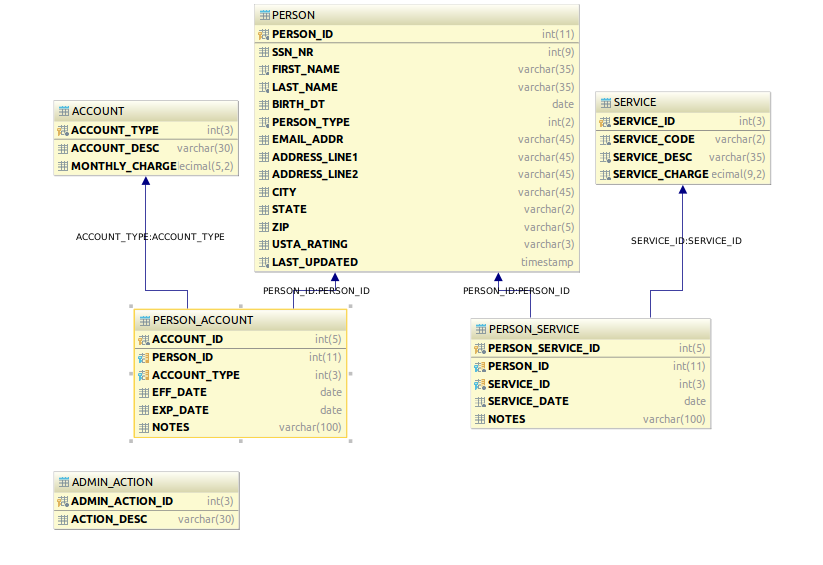 PERSON
PERSON_ID int(11)
SSN_NR int(9)
FIRST_NAME varchar(35)
LAST_NAME varchar(35)
BIRTH_DT date
PERSON_TYPE int(2)
EMAIL_ADDR varchar(45)
ADDRESS_LINE1 varchar(45)
ADDRESS_LINE2 varchar(45)
CITY varchar(45)
STATE varchar(2)
ZIP varchar(5)
USTA_RATING varchar(3)
LAST_UPDATED timestamp
ACCOUNT
ACCOUNT_TYPE int(3)
ACCOUNT_DESC varchar(30)
MONTHLY_CHARGE decimal(5,2)
SERVICE
SERVICE_ID int(3)
SERVICE_CODE varchar(2)
SERVICE_DESC varchar(35)
SERVICE_CHARGE ecimal(9,2)
ACCOUNT_TYPE:ACCOUNT_TYPE
SERVICE_ID:SERVICE_ID
PERSON_ID:PERSON_ID
PERSON_ID:PERSON_ID
PERSON_ACCOUNT
ACCOUNT_ID int(5)
PERSON_ID int(11)
ACCOUNT_TYPE int(3)
EFF_DATE date
EXP_DATE date
NOTES varchar(100)
PERSON_SERVICE
PERSON_SERVICE_ID int(5)
PERSON_ID int(11)
SERVICE_ID int(3)
SERVICE_DATE date
NOTES varchar(100)
ADMIN_ACTION
ADMIN_ACTION_ID int(3)
ACTION_DESC varchar(30)